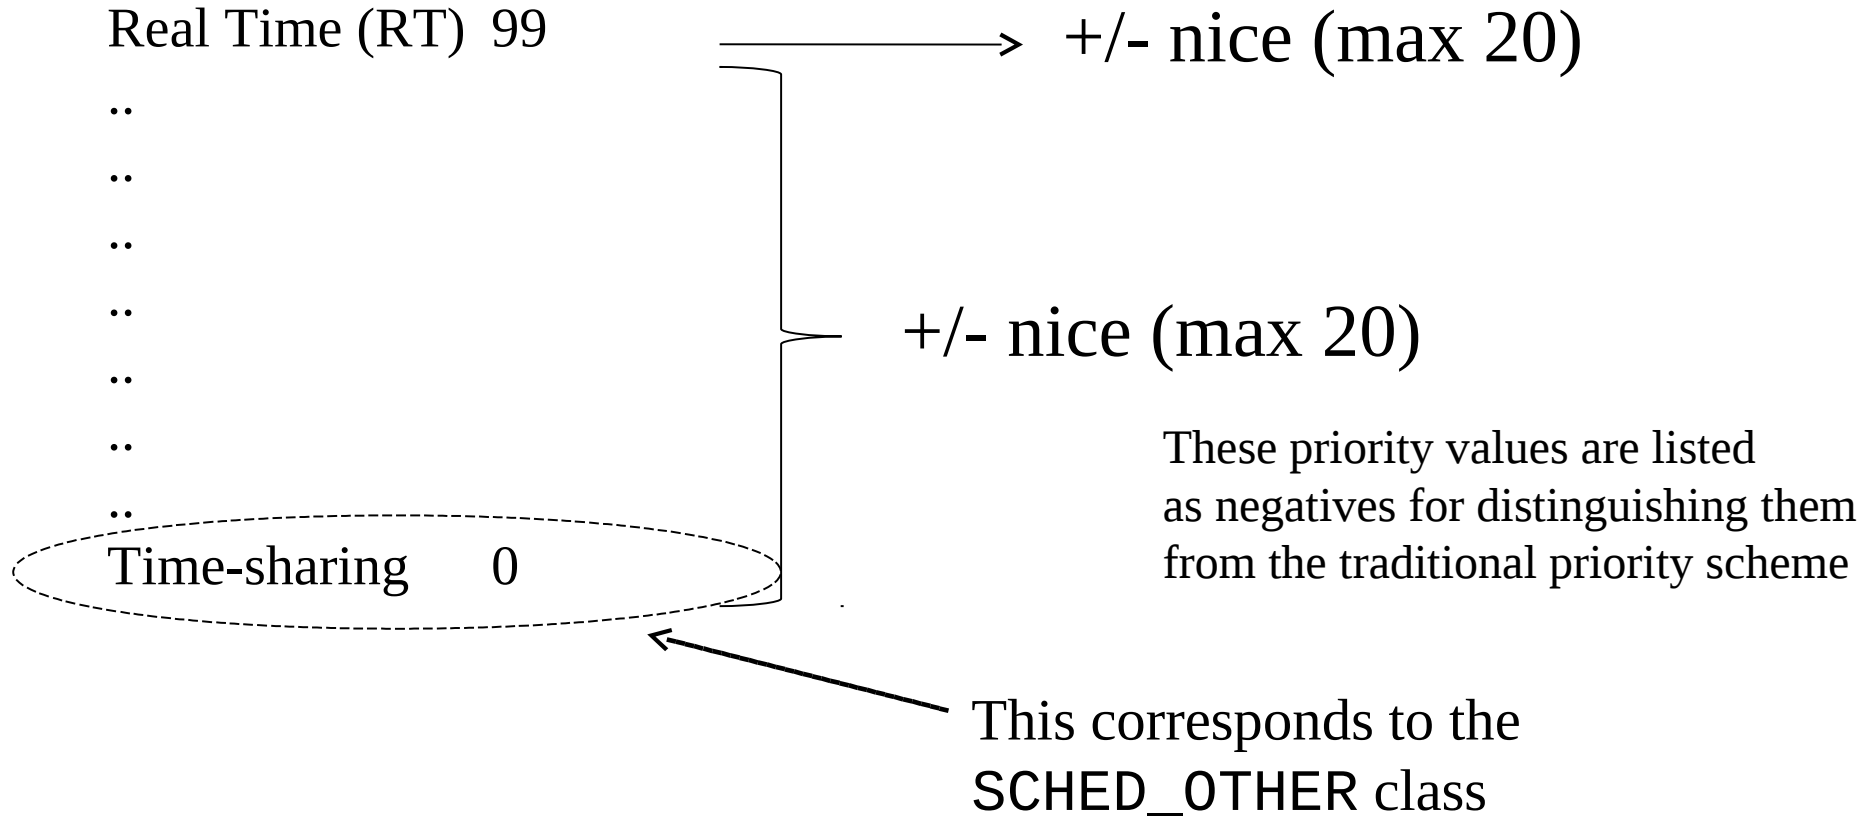 Real Time (RT) 99
+/- nice (max 20)
..
..
..
..
+/- nice (max 20)
..
..
..
These priority values are listed
as negatives for distinguishing them
from the traditional priority scheme
Time-sharing 0
This corresponds to the
SCHED_OTHER class